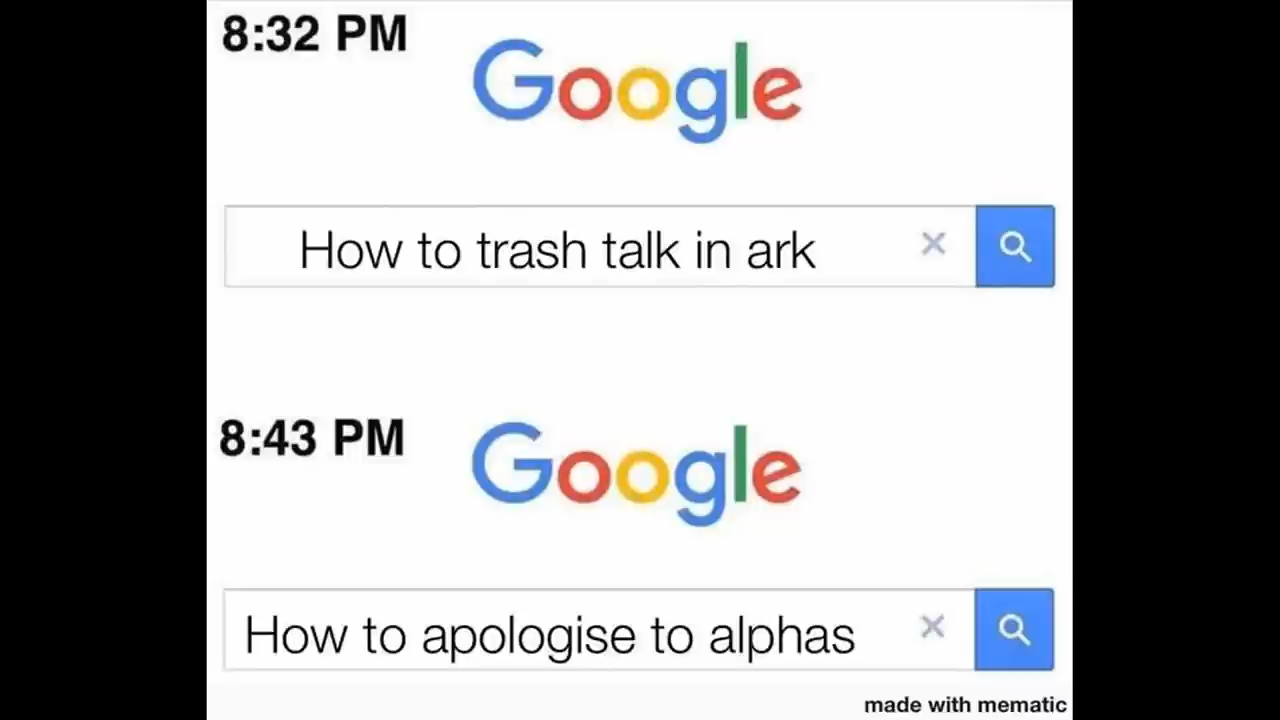 8:32 PM
Google
How to trash talk in ark
8:43 PM
Google
How to apologise to alphas
made with mematic